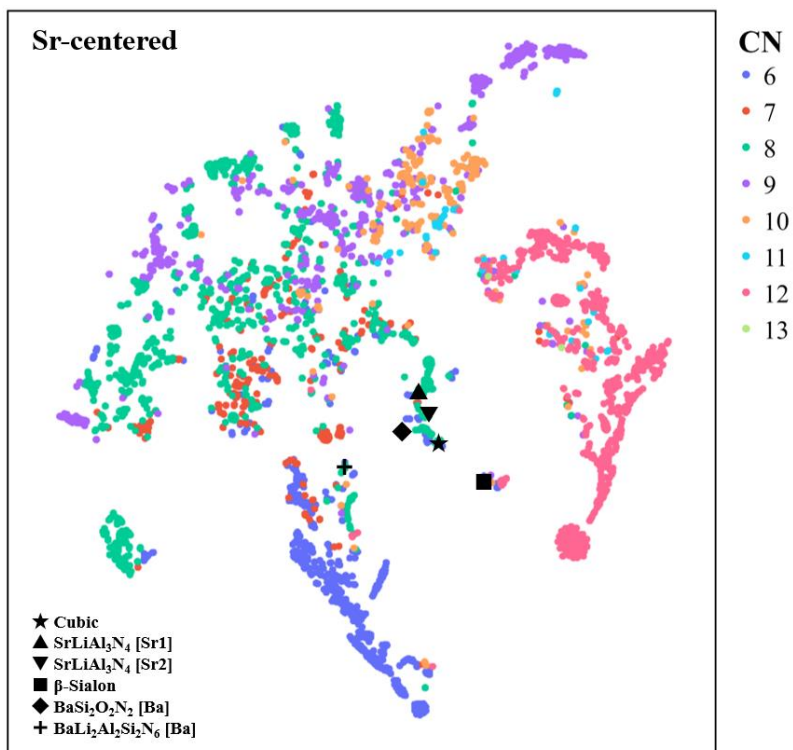 Sr-centered
CN
6
7
8
9
10
11
12
13
Cubic
SrLiAl₃N₄ [Sr1]
SrLiAl₃N₄ [Sr2]
β-Sialon
BaSi₂O₂N₂ [Ba]
BaLi₂Al₂Si₂N₆ [Ba]